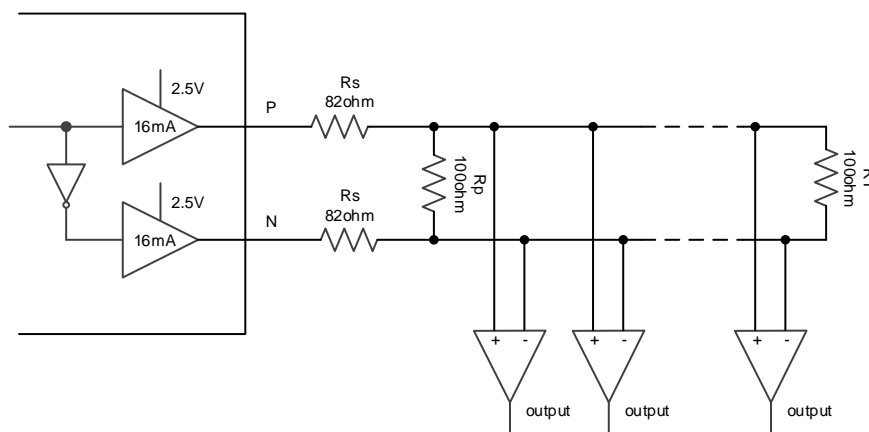 2.5V
16mA
P
Rs
82ohm
Rp
100ohm
2.5V
16mA
N
Rs
82ohm
100ohm
+ -
+ -
+ -
output
output
output